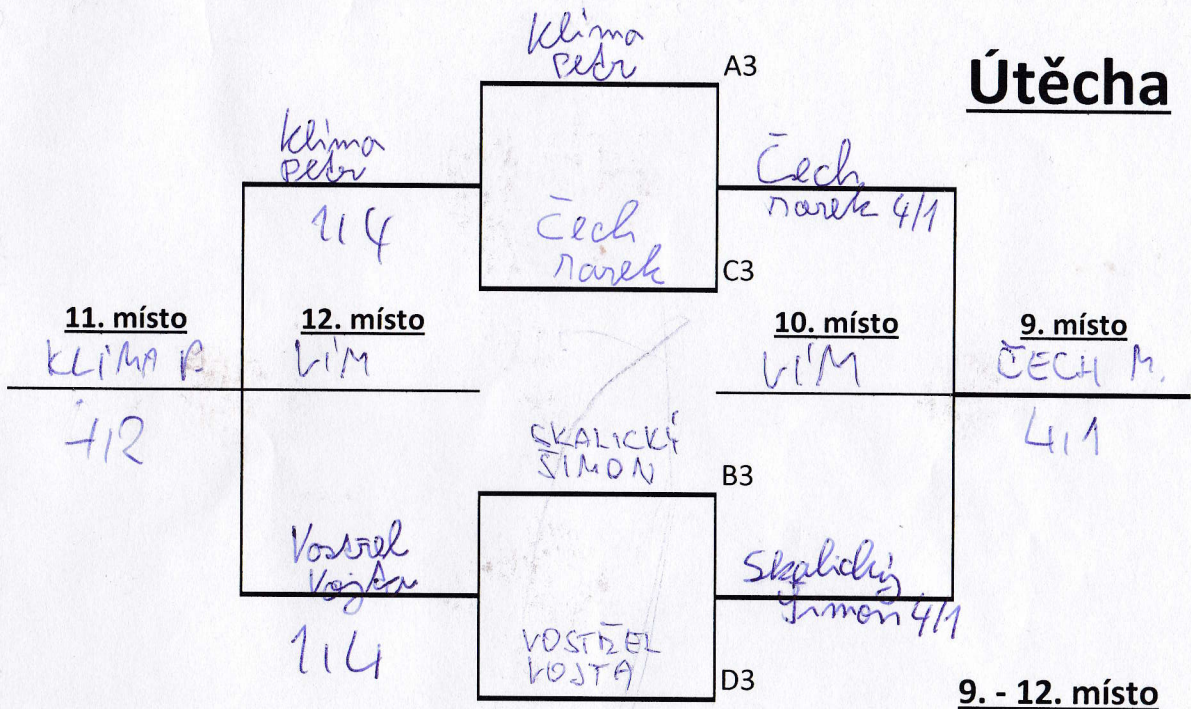 Útěcha
Klima
Petr
A3
Klima
Petr
1:4
Čech
Marek
C3
Čech
Marek 4/1
11. místo
KLÍMA P.
4:2
12. místo
VÍM
10. místo
VÍM
9. místo
ČECH M.
4:1
SKALICKÝ
ŠIMON
B3
Vostřel
Vojta
1:4
VOSTŘEL
VOJTA
D3
Skalický
Šimon 4/1
9. - 12. místo